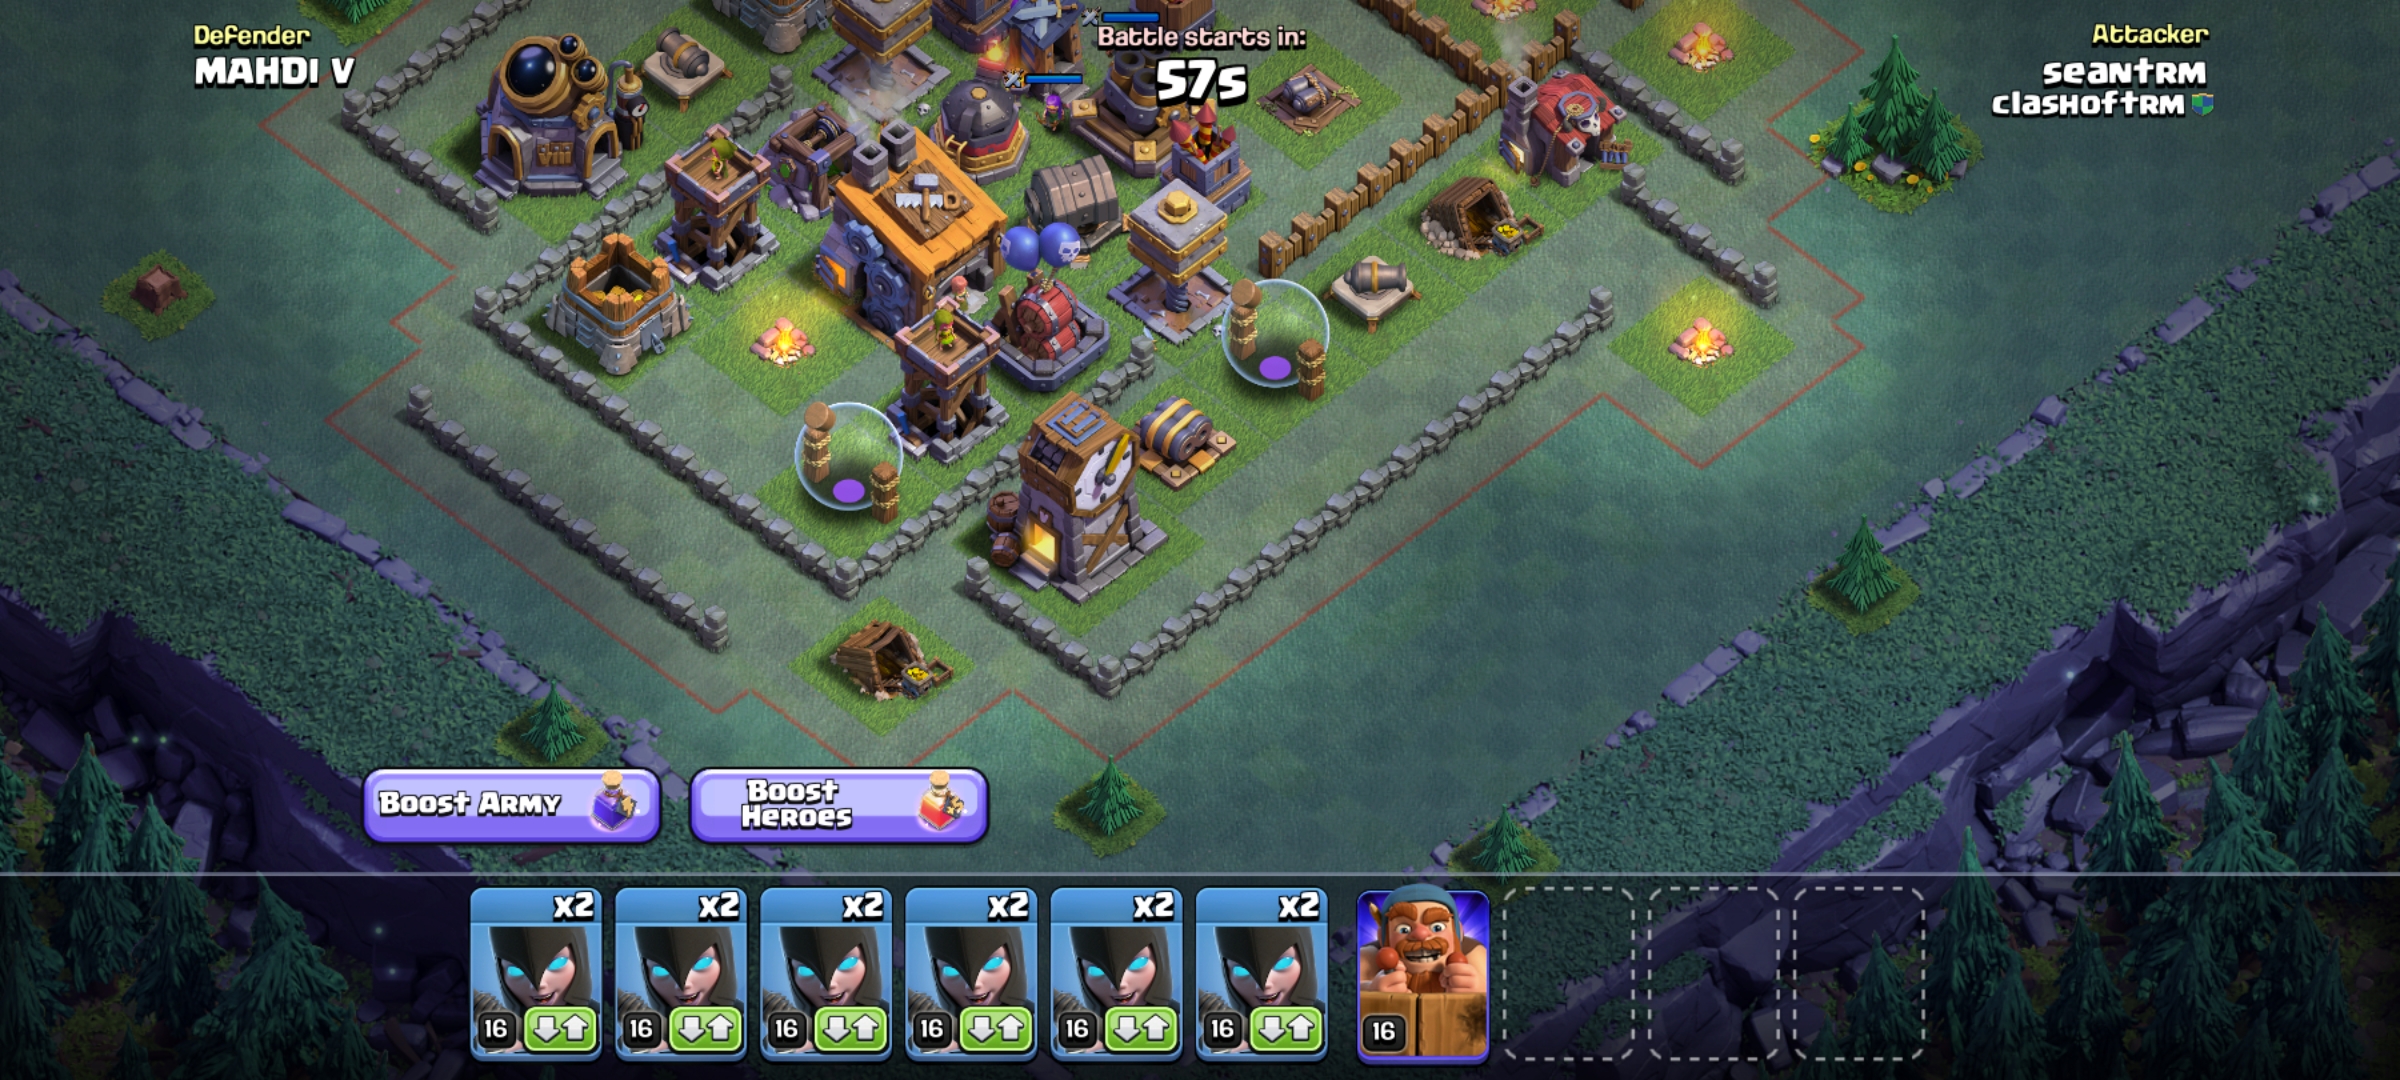 Defender
MAHDI V
Battle starts in:
57s
Attacker
seantRM
clashoftRM
VIII
Boost Army
Boost
Heroes
x2
x2
x2
x2
x2
x2
16
16
16
16
16
16
16